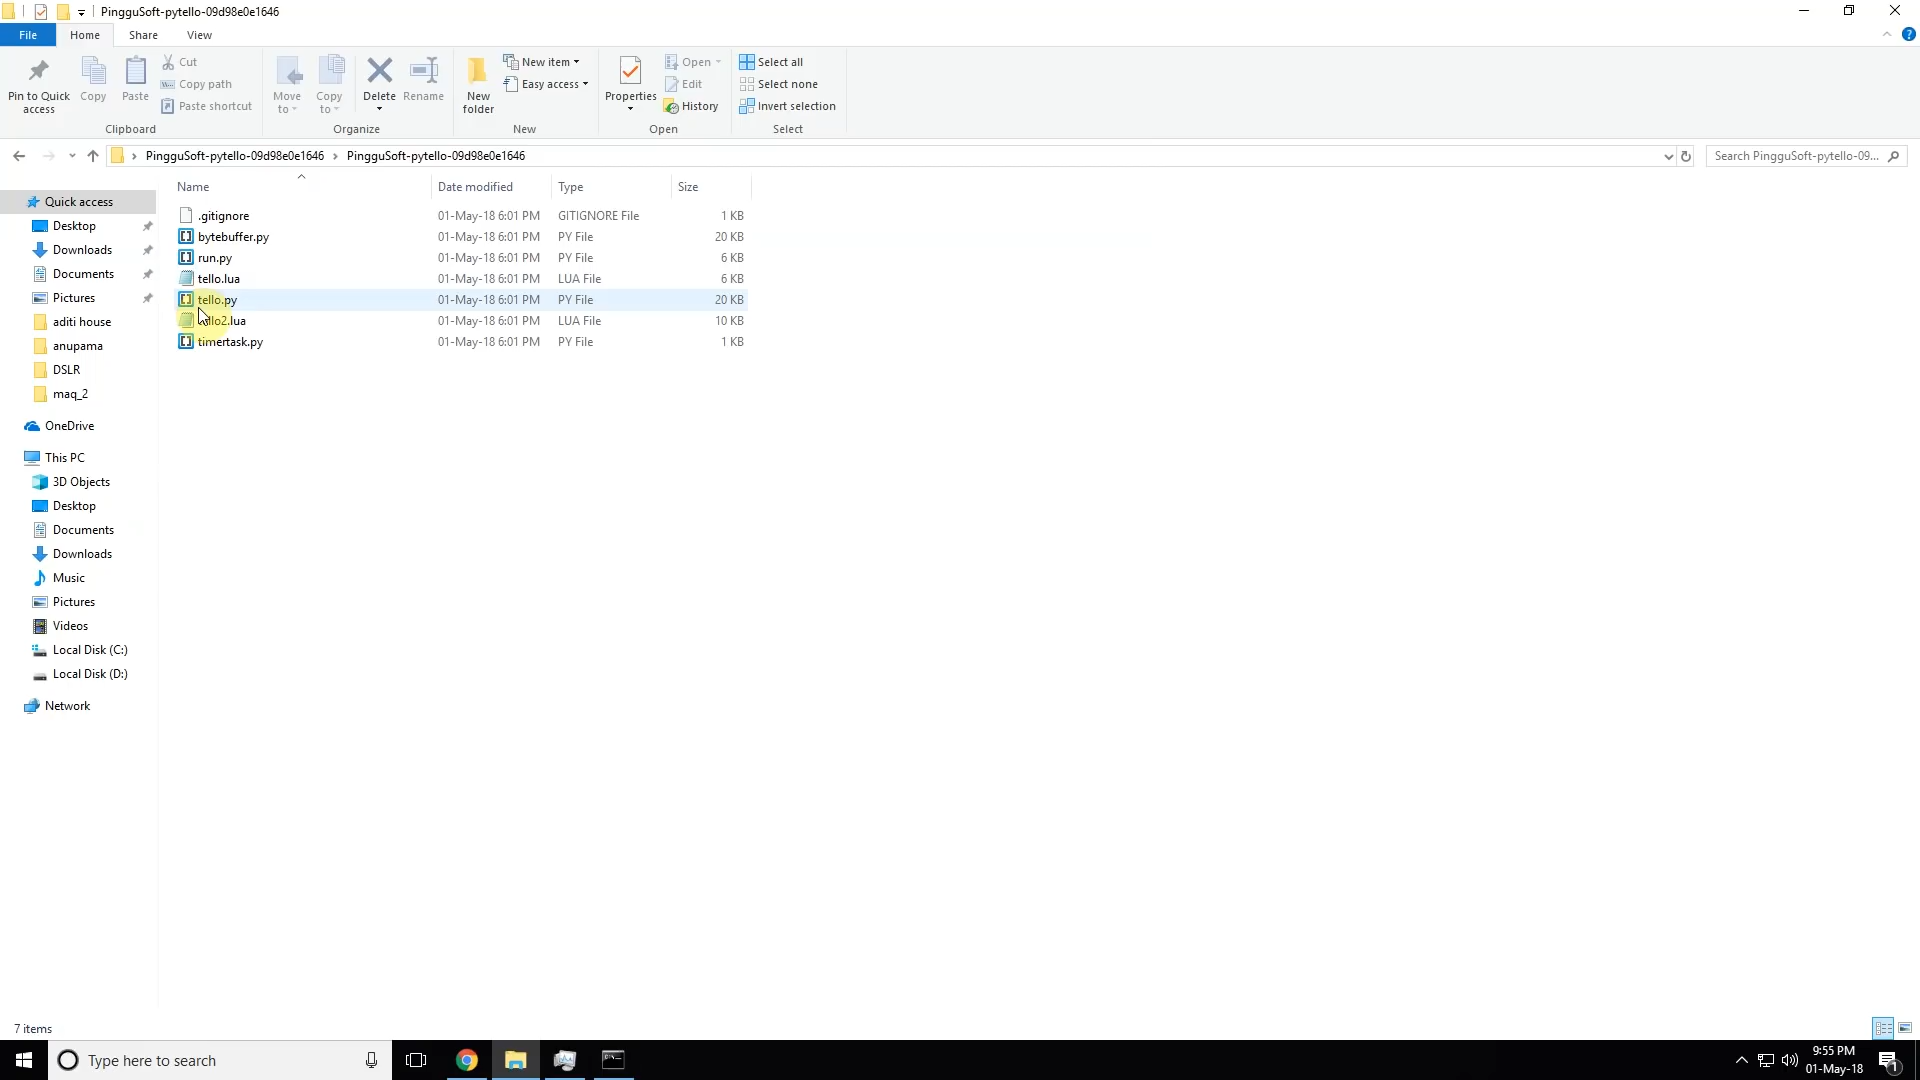 PingguSoft-pytello-09d98e0e1646
File Home Share View
Pin to Quick access
Copy
Paste
Cut
Copy path
Paste shortcut
Clipboard
Move to
Copy to
Delete
Rename
Organize
New folder
New item
Easy access
New
Properties
Open
Edit
History
Open
Select all
Select none
Invert selection
Select
PingguSoft-pytello-09d98e0e1646 PingguSoft-pytello-09d98e0e1646
Search PingguSoft-pytello-09...
Quick access
Desktop
Downloads
Documents
Pictures
aditi house
anupama
DSLR
maq_2
OneDrive
This PC
3D Objects
Desktop
Documents
Downloads
Music
Pictures
Videos
Local Disk (C:)
Local Disk (D:)
Network
Name Date modified Type Size
.gitignore 01-May-18 6:01 PM GITIGNORE File 1 KB
bytebuffer.py 01-May-18 6:01 PM PY File 20 KB
run.py 01-May-18 6:01 PM PY File 6 KB
tello.lua 01-May-18 6:01 PM LUA File 6 KB
tello.py 01-May-18 6:01 PM PY File 20 KB
tello2.lua 01-May-18 6:01 PM LUA File 10 KB
timertask.py 01-May-18 6:01 PM PY File 1 KB
7 items
Type here to search
9:55 PM
01-May-18
1